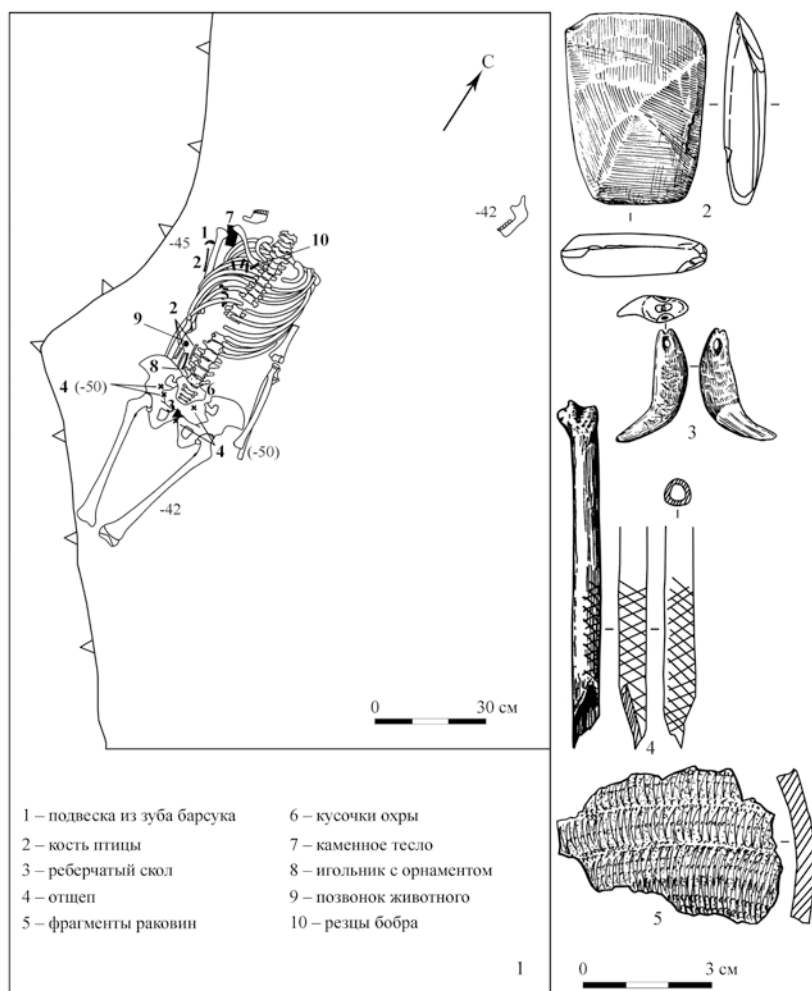 С
-42
7
1
10
-45
2
2
9
8
4 (-50)
6
3
4
(-50)
-42
0 30 см
1 – подвеска из зуба барсука
2 – кость птицы
3 – реберчатый скол
4 – отщеп
5 – фрагменты раковин
6 – кусочки охры
7 – каменное тесло
8 – игольник с орнаментом
9 – позвонок животного
10 – резцы бобра
1
2
3
4
5
0 3 см